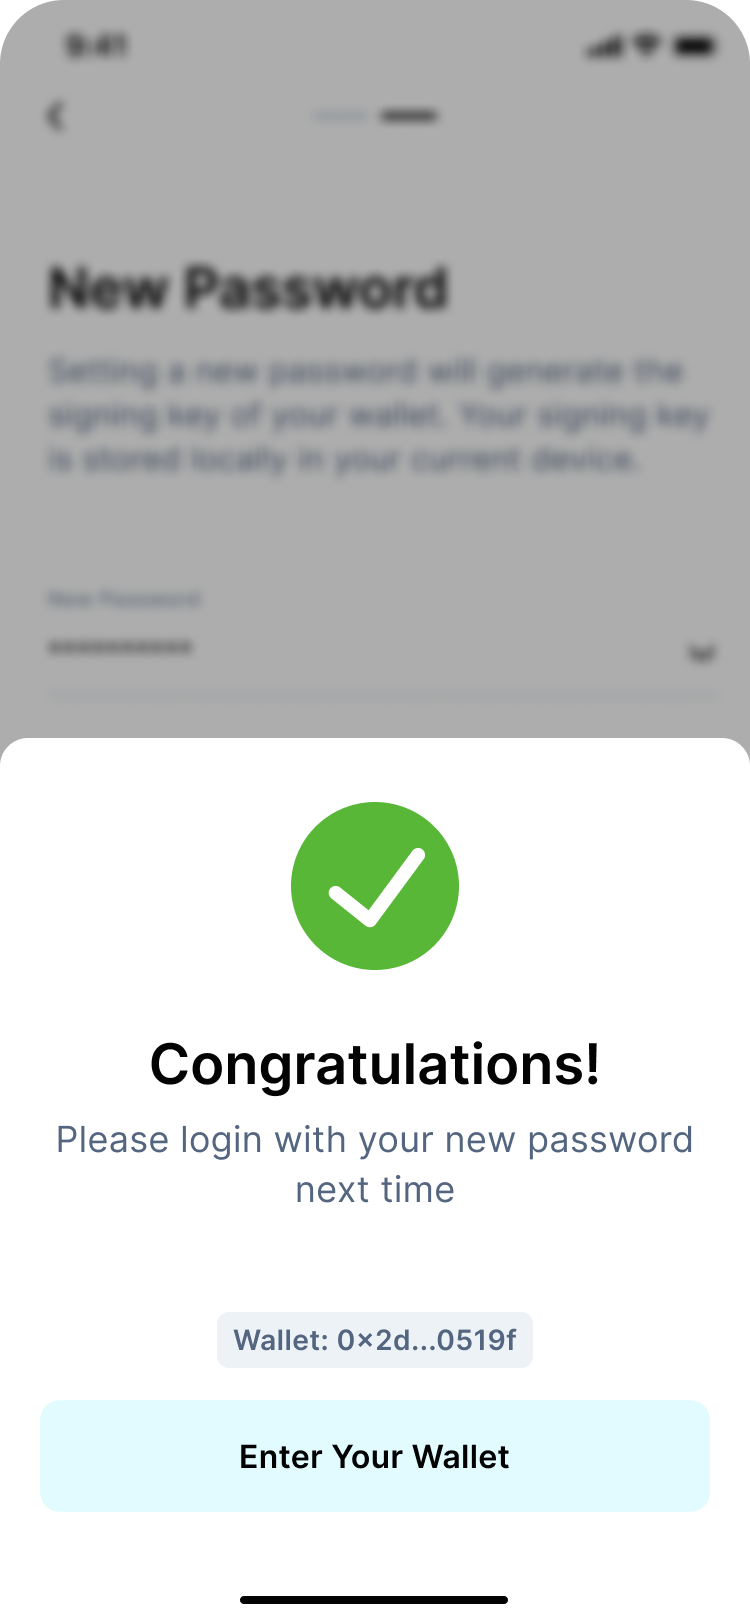 9:41
New Password
Setting a new password will generate the
signing key of your wallet. Your signing key
is stored locally in your current device.
New Password
**********
Congratulations!
Please login with your new password
next time
Wallet: 0×2d...0519f
Enter Your Wallet